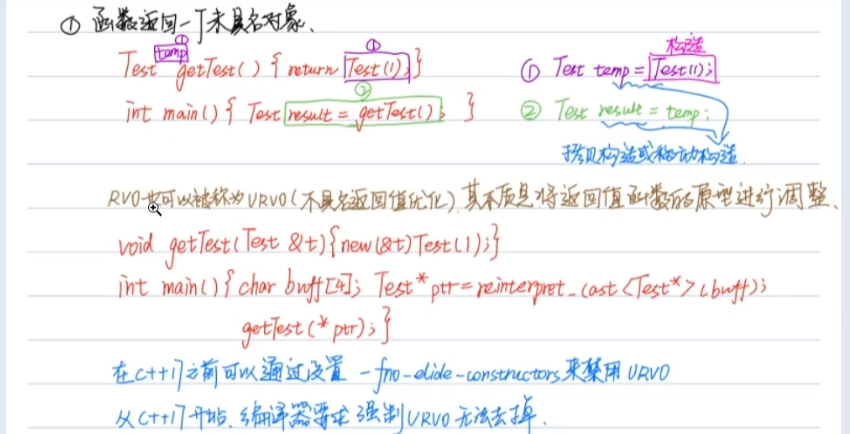 ① 函数返回一个未具名对象、
① temp ①
Test getTest() { return Test(1); }
②
int main() { Test result = getTest(); }
构造
① Test temp = Test(1);
② Test result = temp;
拷贝构造或移动构造.
RVO也可以被称为URVO(不具名返回值优化) 其本质是将返回值函数的原型进行调整、
void getTest(Test &t){new(&t)Test(1);}
int main(){char buff[4]; Test* ptr = reinterpret_cast<Test*>(buff);
getTest(*ptr); }
在C++17之前可以通过设置 -fno-elide-constructors来禁用URVO
从C++17开始、编译器要求强制URVO无法去掉.